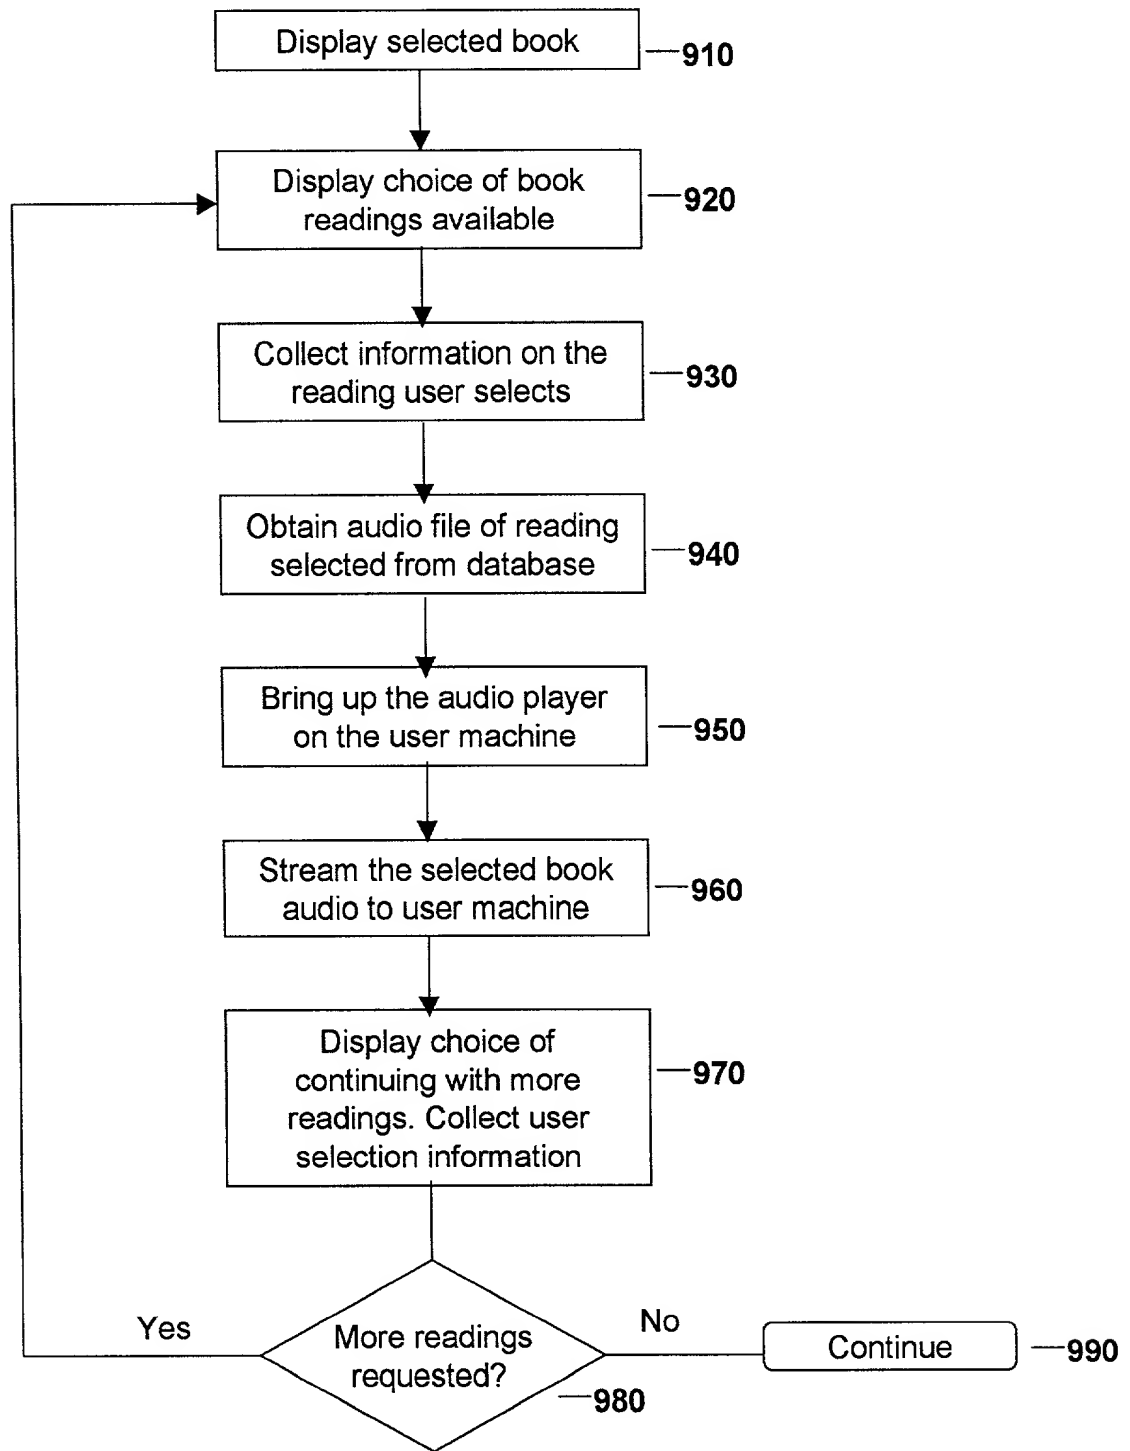 Display selected book
910
Display choice of book
readings available
920
Collect information on the
reading user selects
930
Obtain audio file of reading
selected from database
940
Bring up the audio player
on the user machine
950
Stream the selected book
audio to user machine
960
Display choice of
continuing with more
readings. Collect user
selection information
970
Yes
More readings
requested?
980
No
Continue
990